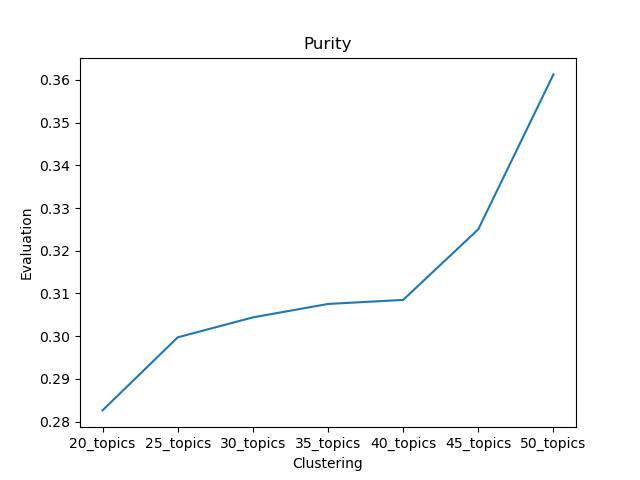 Purity
0.36
0.35
0.34
0.33
0.32
0.31
0.30
0.29
0.28
Evaluation
20_topics 25_topics 30_topics 35_topics 40_topics 45_topics 50_topics
Clustering